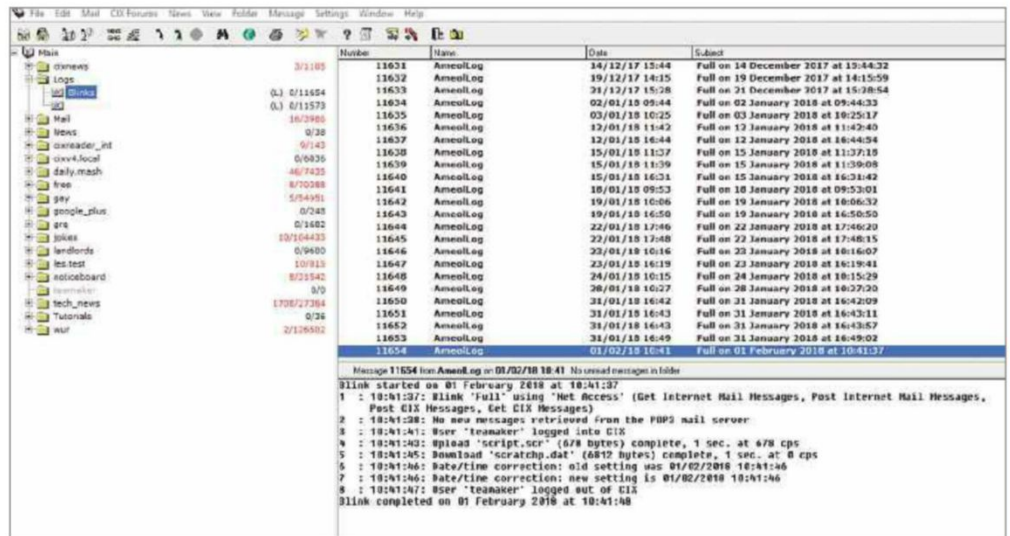 File Edit Mail CIX Forums News View Folder Message Settings Window Help
Main
cixnews 3/1105
Logs
Blinks (L) 0/11654
(L) 0/11573
Mail 16/3986
News 0/38
cixreader_int 9/143
cixv4.local 0/6836
daily.mash 46/7435
free 8/70388
gay 5/54951
google_plus 0/248
gre 0/1682
jokes 10/104433
landlords 0/9600
les.test 10/815
noticeboard 8/21542
teamaker 0/0
tech_news 1708/27364
Tutorials 0/36
wur 2/126502
Number Name Date Subject
11631 AmeolLog 14/12/17 15:44 Full on 14 December 2017 at 15:44:32
11632 AmeolLog 19/12/17 14:15 Full on 19 December 2017 at 14:15:59
11633 AmeolLog 21/12/17 15:28 Full on 21 December 2017 at 15:28:54
11634 AmeolLog 02/01/18 09:44 Full on 02 January 2018 at 09:44:33
11635 AmeolLog 03/01/18 10:25 Full on 03 January 2018 at 10:25:17
11636 AmeolLog 12/01/18 11:42 Full on 12 January 2018 at 11:42:40
11637 AmeolLog 12/01/18 16:44 Full on 12 January 2018 at 16:44:54
11638 AmeolLog 15/01/18 11:37 Full on 15 January 2018 at 11:37:18
11639 AmeolLog 15/01/18 11:39 Full on 15 January 2018 at 11:39:08
11640 AmeolLog 15/01/18 16:31 Full on 15 January 2018 at 16:31:42
11641 AmeolLog 18/01/18 09:53 Full on 18 January 2018 at 09:53:01
11642 AmeolLog 19/01/18 10:06 Full on 19 January 2018 at 10:06:32
11643 AmeolLog 19/01/18 16:50 Full on 19 January 2018 at 16:50:50
11644 AmeolLog 22/01/18 17:46 Full on 22 January 2018 at 17:46:20
11645 AmeolLog 22/01/18 17:48 Full on 22 January 2018 at 17:48:15
11646 AmeolLog 23/01/18 10:16 Full on 23 January 2018 at 10:16:07
11647 AmeolLog 23/01/18 16:19 Full on 23 January 2018 at 16:19:41
11648 AmeolLog 24/01/18 10:15 Full on 24 January 2018 at 10:15:29
11649 AmeolLog 28/01/18 10:27 Full on 28 January 2018 at 10:27:20
11650 AmeolLog 31/01/18 16:42 Full on 31 January 2018 at 16:42:09
11651 AmeolLog 31/01/18 16:43 Full on 31 January 2018 at 16:43:11
11652 AmeolLog 31/01/18 16:43 Full on 31 January 2018 at 16:43:57
11653 AmeolLog 31/01/18 16:49 Full on 31 January 2018 at 16:49:02
11654 AmeolLog 01/02/18 10:41 Full on 01 February 2018 at 10:41:37
Message 11654 from AmeolLog on 01/02/18 10:41 No unread messages in folder
Blink started on 01 February 2018 at 10:41:37
1 : 10:41:37: Blink 'Full' using 'Net Access' (Get Internet Mail Messages, Post Internet Mail Messages,
Post CIX Messages, Get CIX Messages)
2 : 10:41:38: No new messages retrieved from the POP3 mail server
3 : 10:41:41: User 'teamaker' logged into CIX
4 : 10:41:43: Upload 'script.scr' (678 bytes) complete, 1 sec. at 678 cps
5 : 10:41:45: Download 'scratchp.dat' (6812 bytes) complete, 1 sec. at 0 cps
6 : 10:41:46: Date/time correction: old setting was 01/02/2018 10:41:46
7 : 10:41:46: Date/time correction: new setting is 01/02/2018 10:41:46
8 : 10:41:47: User 'teamaker' logged out of CIX
Blink completed on 01 February 2018 at 10:41:48